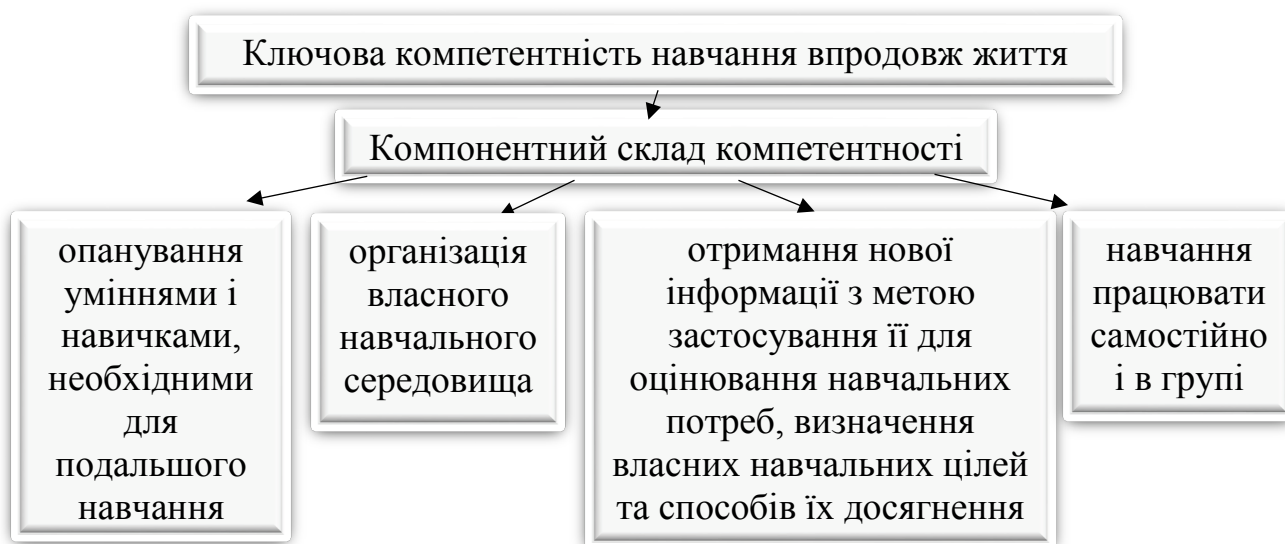 Ключова компетентність навчання впродовж життя
Компонентний склад компетентності
опанування
уміннями і
навичками,
необхідними
для
подальшого
навчання
організація
власного
навчального
середовища
отримання нової
інформації з метою
застосування її для
оцінювання навчальних
потреб, визначення
власних навчальних цілей
та способів їх досягнення
навчання
працювати
самостійно
і в групі